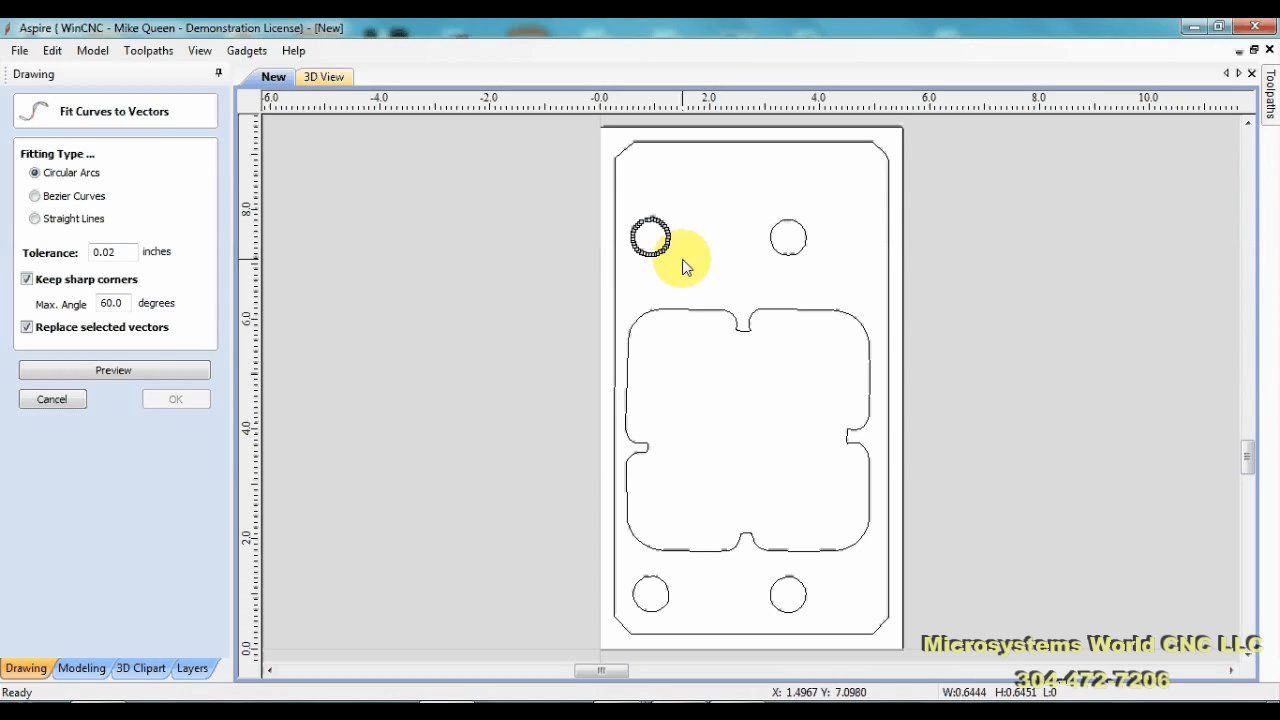 Aspire { WinCNC - Mike Queen - Demonstration License} - [New]
File Edit Model Toolpaths View Gadgets Help
Drawing
New 3D View
Toolpaths
-6.0 -4.0 -2.0 -0.0 2.0 4.0 6.0 8.0 10.0
Fit Curves to Vectors
Fitting Type ...
Circular Arcs
Bezier Curves
Straight Lines
Tolerance: 0.02 inches
Keep sharp corners
Max. Angle 60.0 degrees
Replace selected vectors
Preview
Cancel OK
8.0
6.0
4.0
2.0
0.0
Microsystems World CNC LLC
304-472-7206
Drawing Modeling 3D Clipart Layers
Ready X: 1.4967 Y: 7.0980 W:0.6444 H:0.6451 L:0